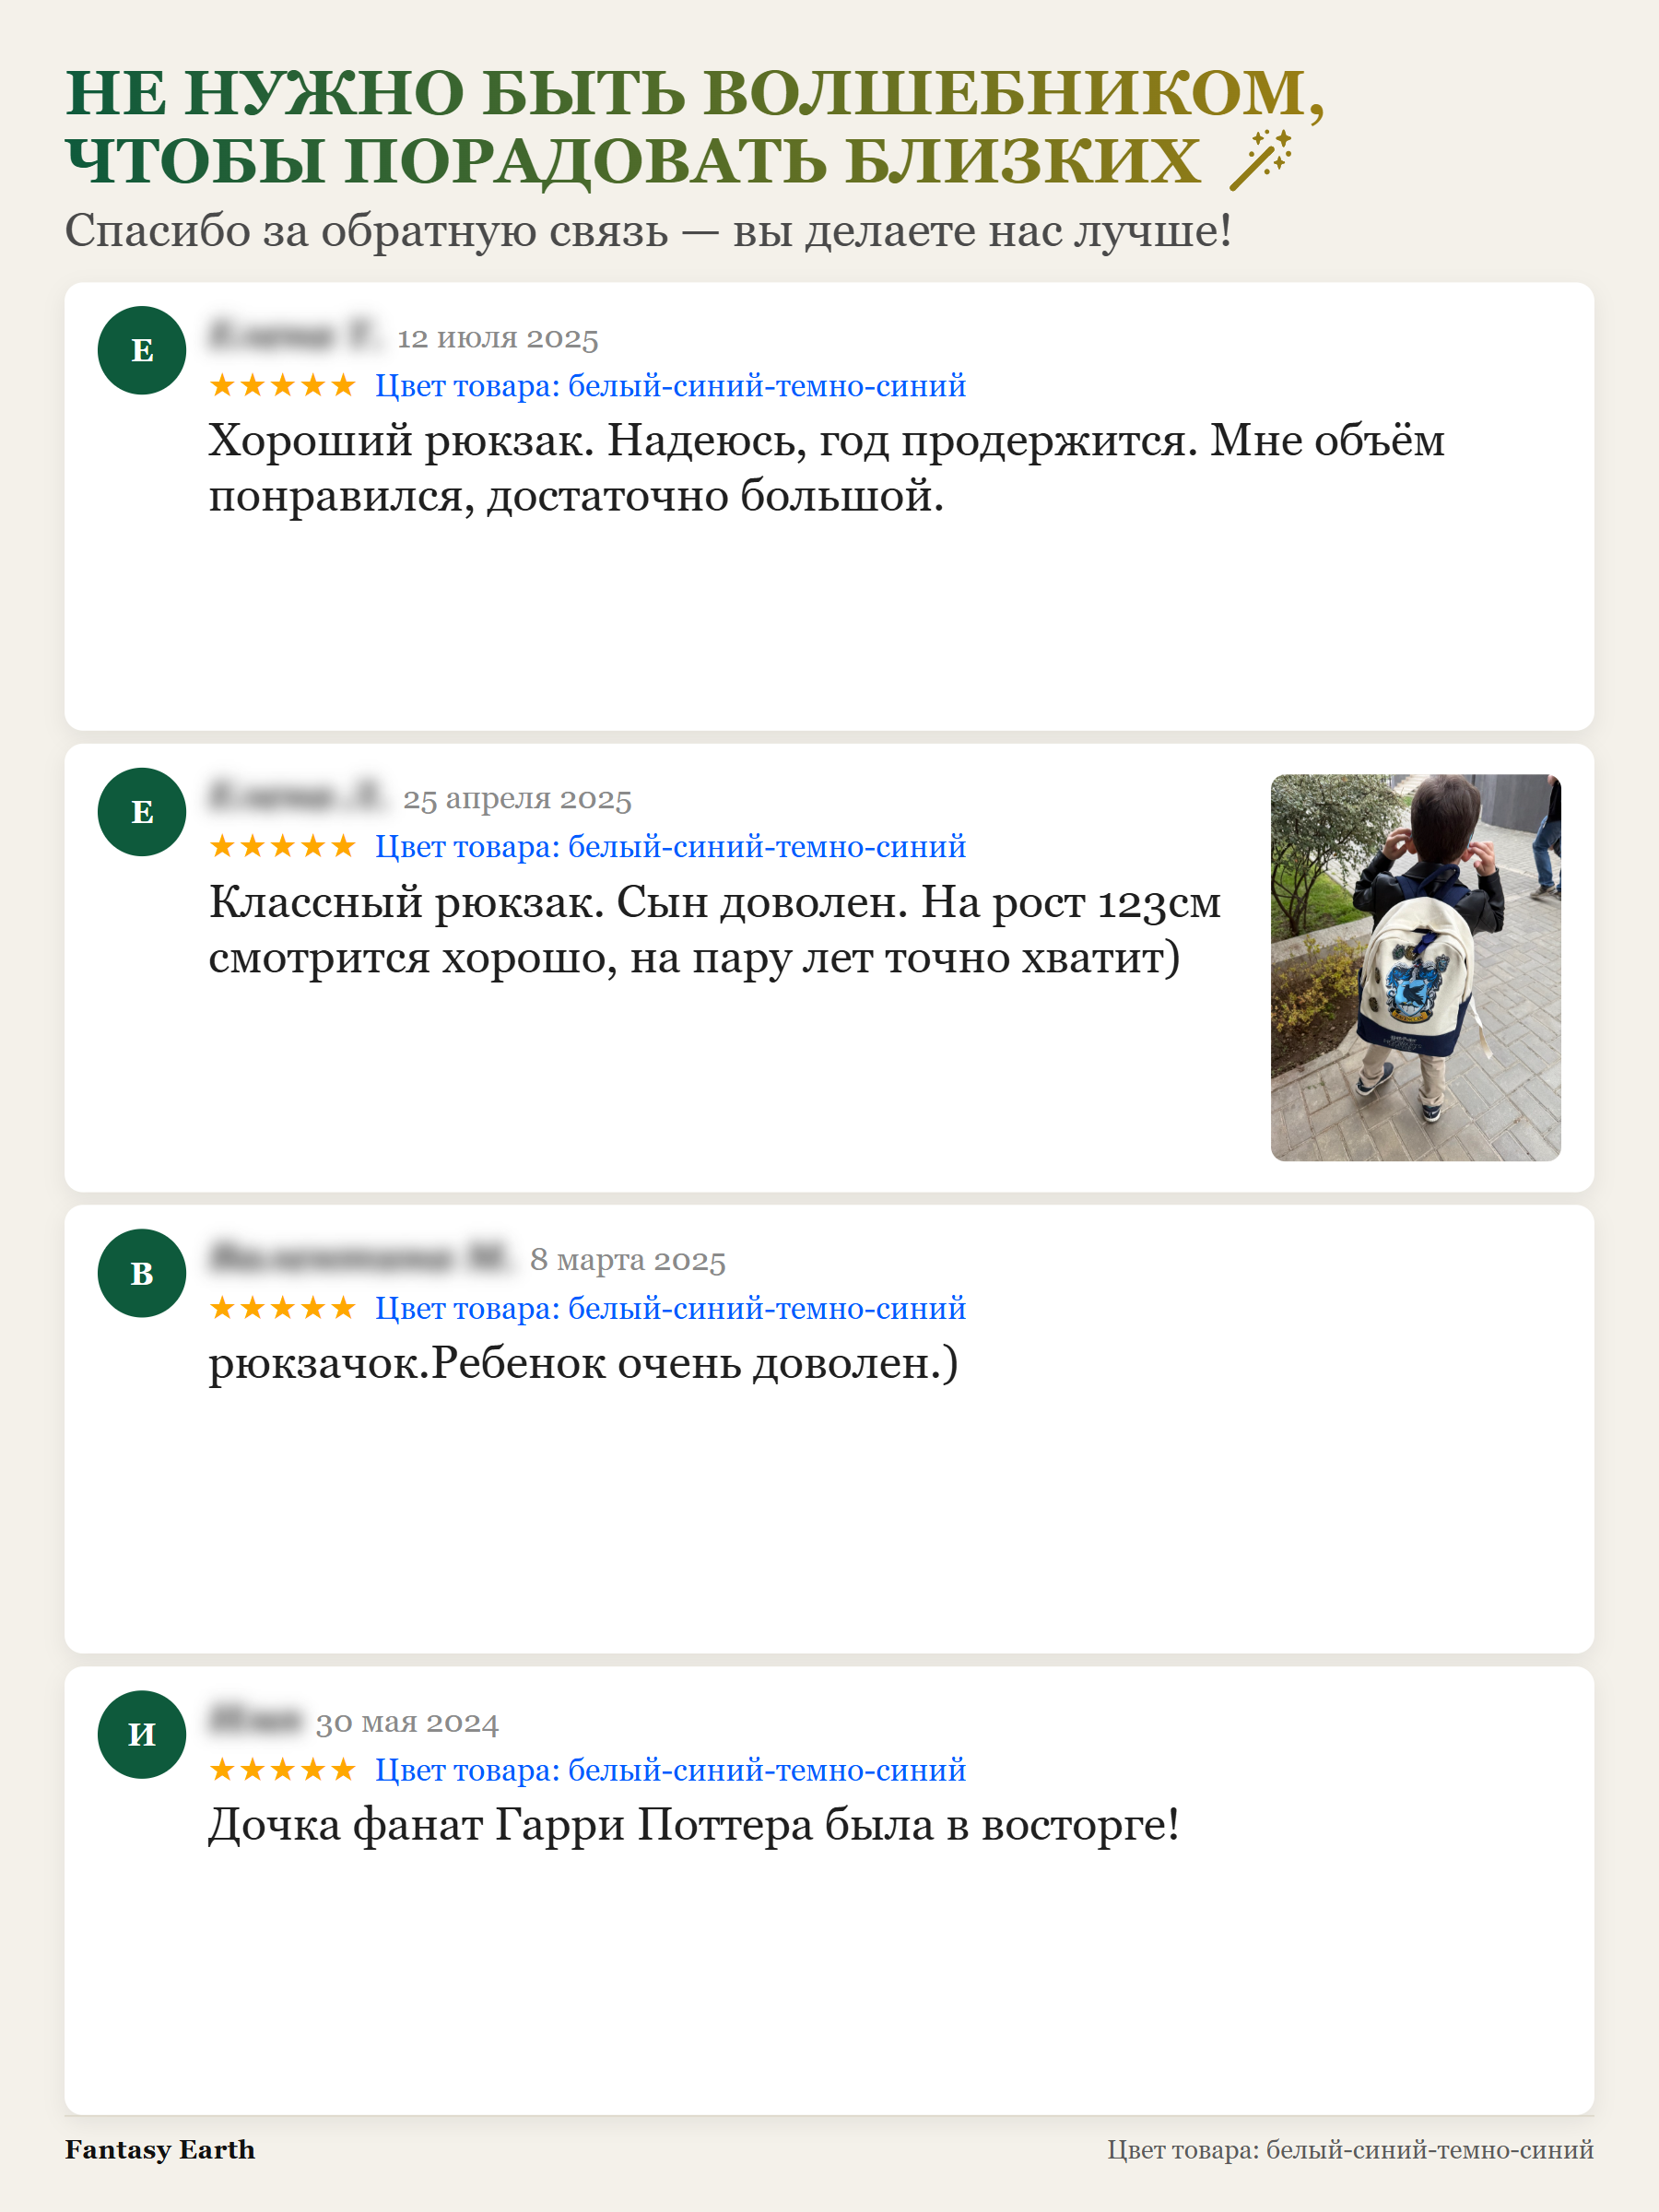 НЕ НУЖНО БЫТЬ ВОЛШЕБНИКОМ,
ЧТОБЫ ПОРАДОВАТЬ БЛИЗКИХ
Спасибо за обратную связь — вы делаете нас лучше!
Е
12 июля 2025
★★★★★ Цвет товара: белый-синий-темно-синий
Хороший рюкзак. Надеюсь, год продержится. Мне объём
понравился, достаточно большой.
Е
25 апреля 2025
★★★★★ Цвет товара: белый-синий-темно-синий
Классный рюкзак. Сын доволен. На рост 123см
смотрится хорошо, на пару лет точно хватит)
В
8 марта 2025
★★★★★ Цвет товара: белый-синий-темно-синий
рюкзачок.Ребенок очень доволен.)
И
30 мая 2024
★★★★★ Цвет товара: белый-синий-темно-синий
Дочка фанат Гарри Поттера была в восторге!
Fantasy Earth
Цвет товара: белый-синий-темно-синий